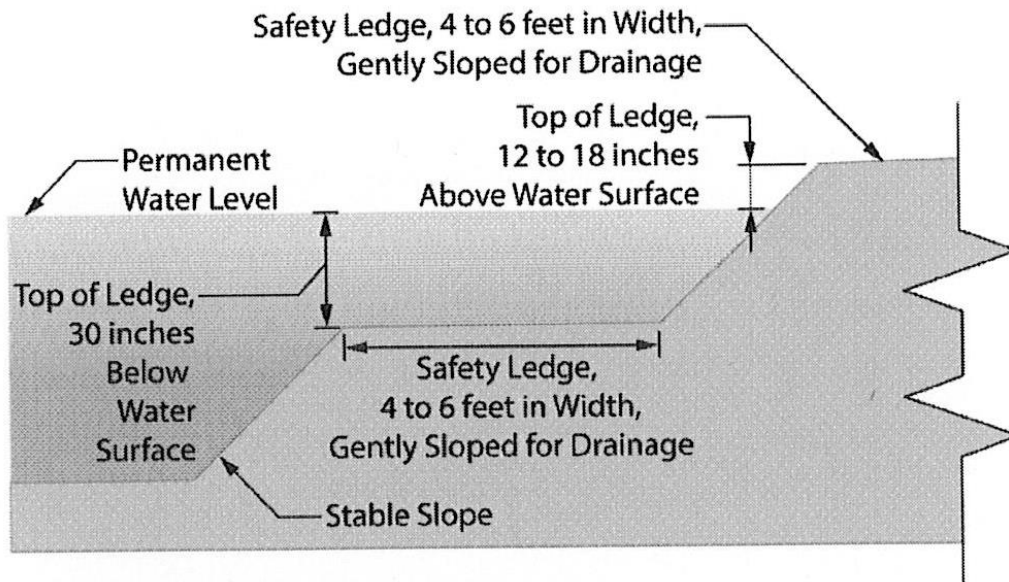 Safety Ledge, 4 to 6 feet in Width,
Gently Sloped for Drainage
Top of Ledge,
12 to 18 inches
Above Water Surface
Permanent
Water Level
Top of Ledge,
30 inches
Below
Water
Surface
Safety Ledge,
4 to 6 feet in Width,
Gently Sloped for Drainage
Stable Slope